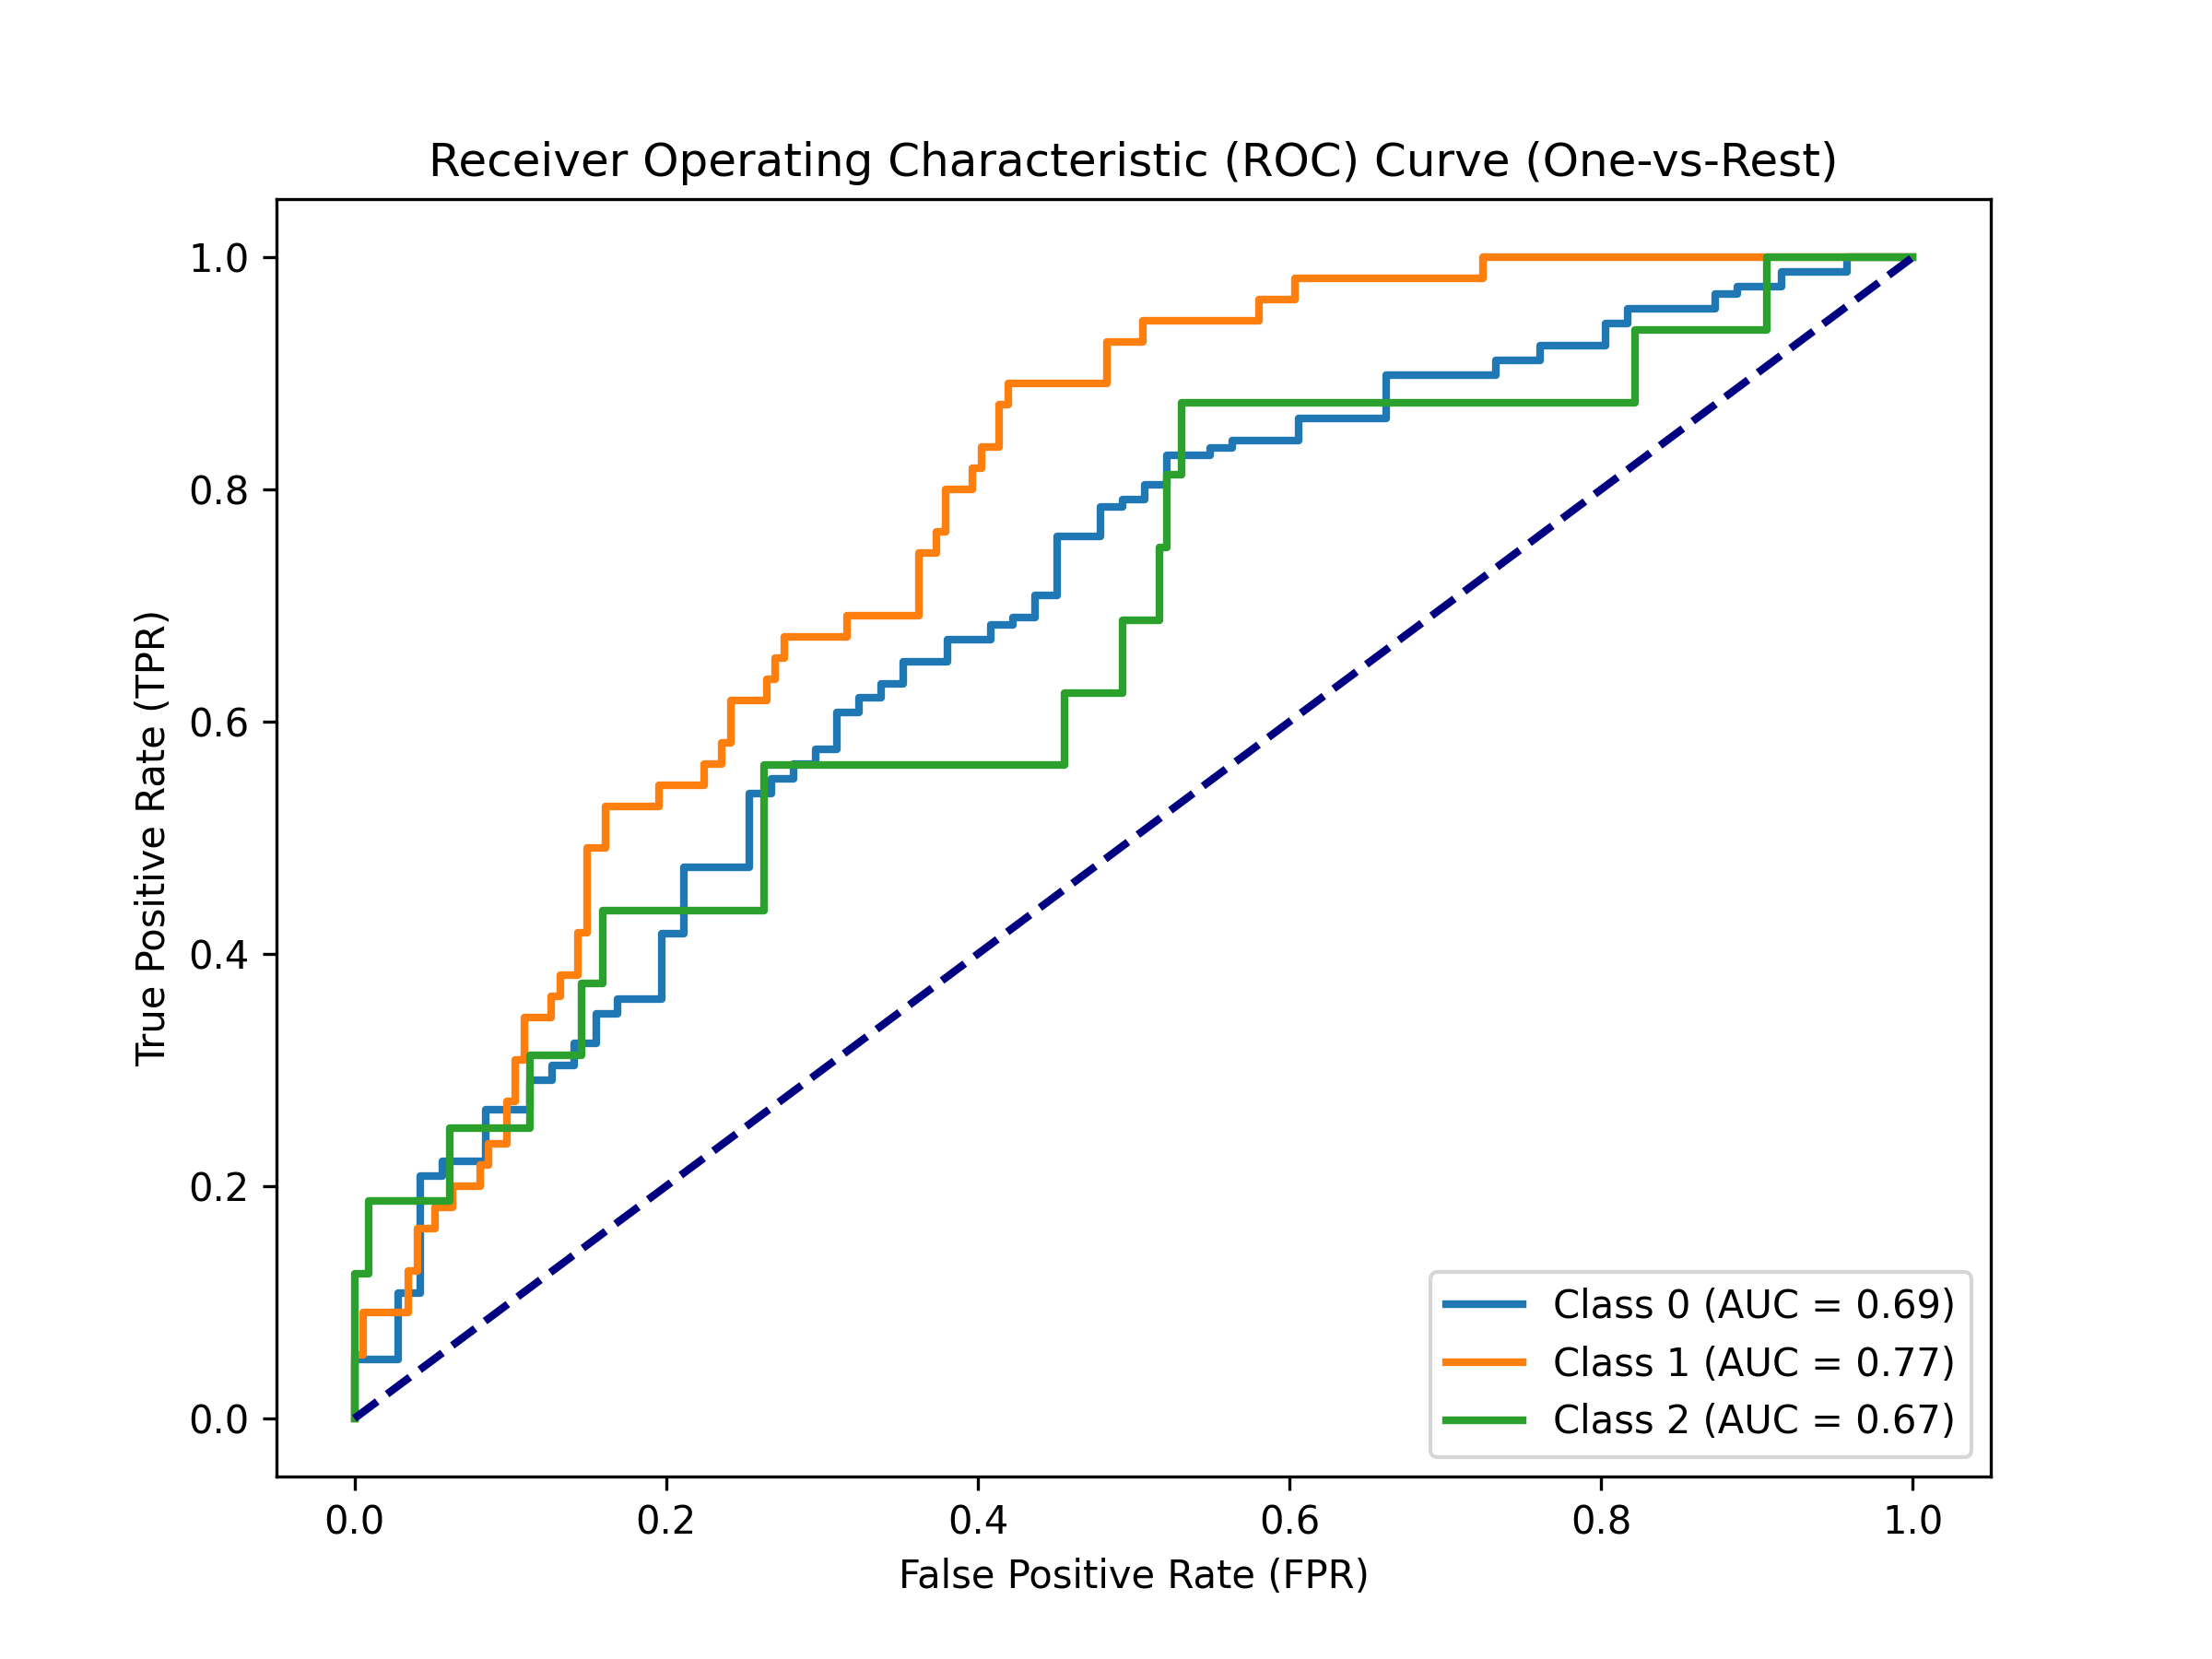 Receiver Operating Characteristic (ROC) Curve (One-vs-Rest)
1.0
0.8
0.6
0.4
0.2
0.0
True Positive Rate (TPR)
Class 0 (AUC = 0.69)
Class 1 (AUC = 0.77)
Class 2 (AUC = 0.67)
0.0 0.2 0.4 0.6 0.8 1.0
False Positive Rate (FPR)